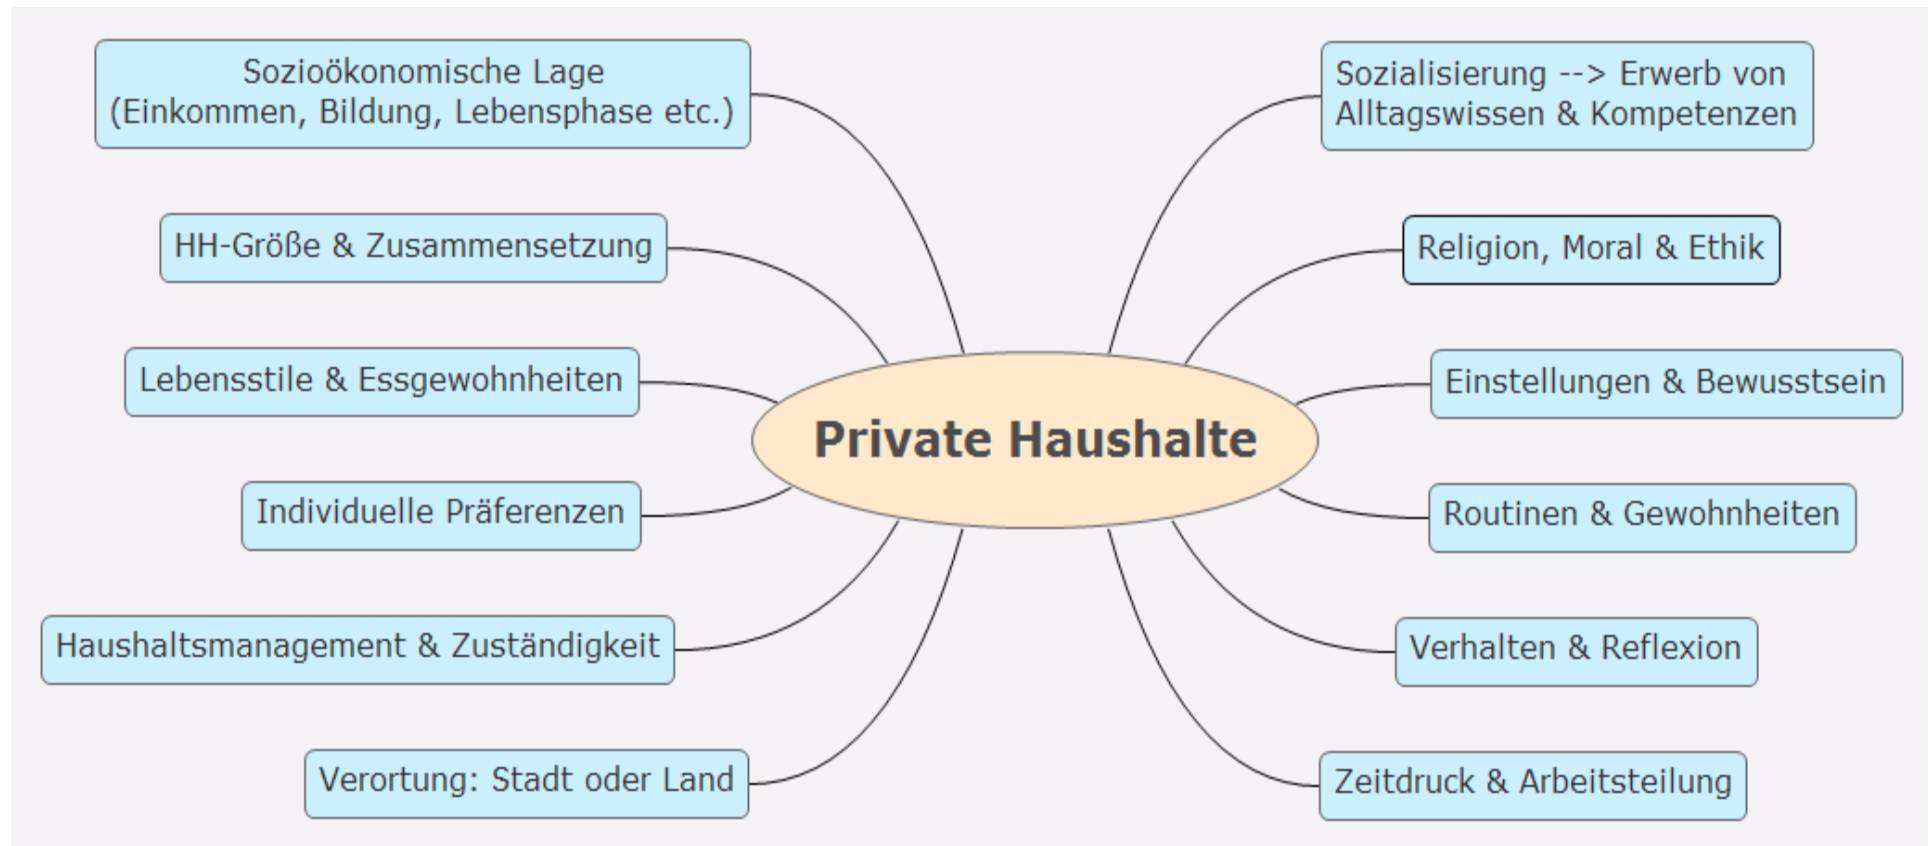 Sozioökonomische Lage
(Einkommen, Bildung, Lebensphase etc.)
HH-Größe & Zusammensetzung
Lebensstile & Essgewohnheiten
Individuelle Präferenzen
Haushaltsmanagement & Zuständigkeit
Verortung: Stadt oder Land
Private Haushalte
Sozialisierung --> Erwerb von
Alltagswissen & Kompetenzen
Religion, Moral & Ethik
Einstellungen & Bewusstsein
Routinen & Gewohnheiten
Verhalten & Reflexion
Zeitdruck & Arbeitsteilung